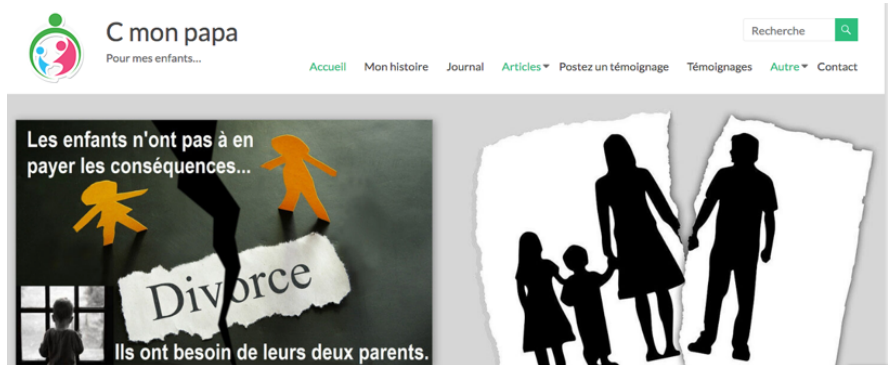 C mon papa
Pour mes enfants...
Recherche
Accueil Mon histoire Journal Articles Postez un témoignage Témoignages Autre Contact
Les enfants n'ont pas à en
payer les conséquences...
Divorce
Ils ont besoin de leurs deux parents.